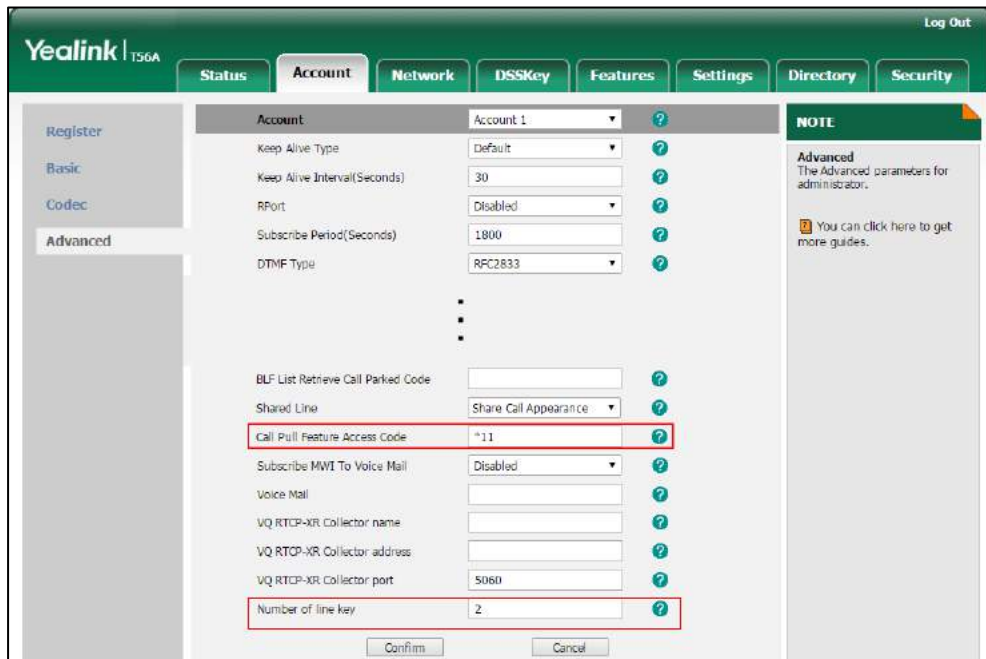 Log Out
Yealink | T56A
Status Account Network DSSKey Features Settings Directory Security
Register
Basic
Codec
Advanced
Account Account 1
Keep Alive Type Default
Keep Alive Interval(Seconds) 30
RPort Disabled
Subscribe Period(Seconds) 1800
DTMF Type RFC2833
BLF List Retrieve Call Parked Code
Shared Line Share Call Appearance
Call Pull Feature Access Code *11
Subscribe MWI To Voice Mail Disabled
Voice Mail
VQ RTCP-XR Collector name
VQ RTCP-XR Collector address
VQ RTCP-XR Collector port 5060
Number of line key 2
Confirm Cancel
NOTE
Advanced
The Advanced parameters for
administrator.
You can click here to get
more guides.